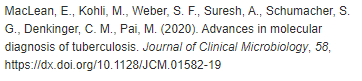 MacLean, E., Kohli, M., Weber, S. F., Suresh, A., Schumacher, S.
G., Denkinger, C. M., Pai, M. (2020). Advances in molecular
diagnosis of tuberculosis. Journal of Clinical Microbiology, 58,
https://dx.doi.org/10.1128/JCM.01582-19